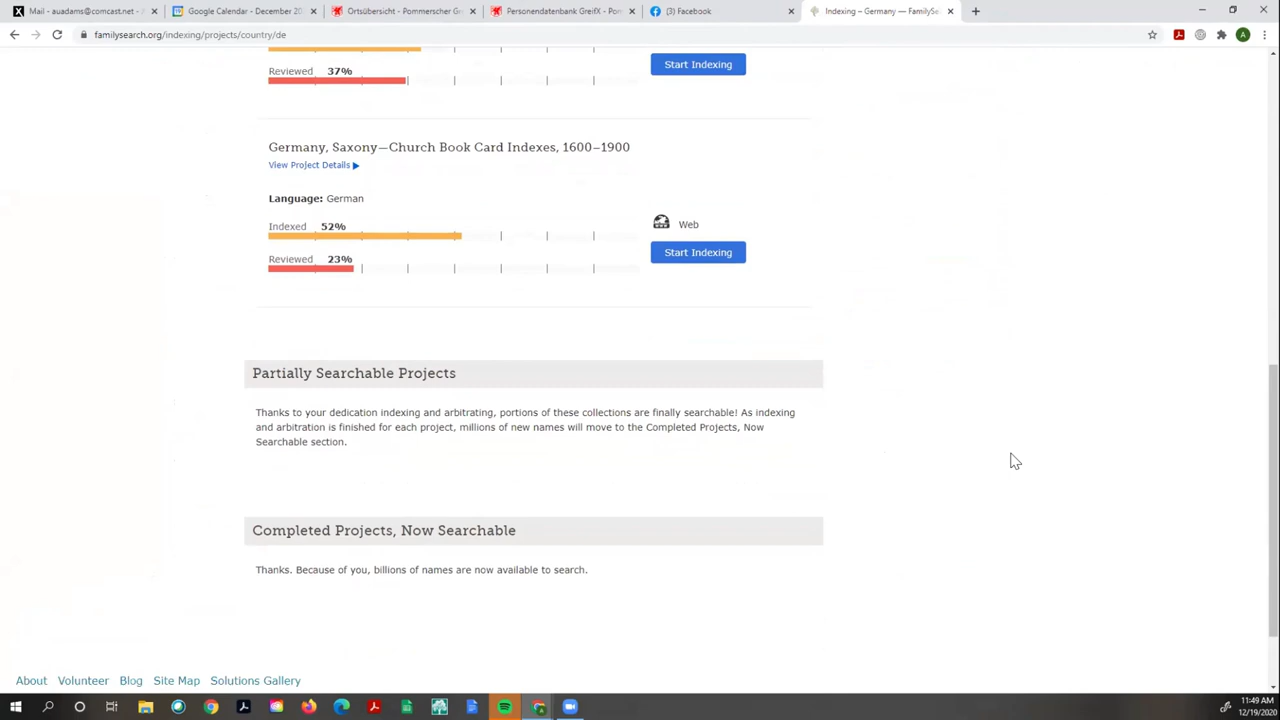 Mail - auadams@comcast.net - A
Google Calendar - December 20
Ortsübersicht - Pommerscher Gr
Personendatenbank GreifX - Pom
(3) Facebook
Indexing – Germany — FamilySe
familysearch.org/indexing/projects/country/de
A
Reviewed 37%
Start Indexing
Germany, Saxony—Church Book Card Indexes, 1600–1900
View Project Details
Language: German
Indexed 52%
Web
Reviewed 23%
Start Indexing
Partially Searchable Projects
Thanks to your dedication indexing and arbitrating, portions of these collections are finally searchable! As indexing
and arbitration is finished for each project, millions of new names will move to the Completed Projects, Now
Searchable section.
Completed Projects, Now Searchable
Thanks. Because of you, billions of names are now available to search.
About Volunteer Blog Site Map Solutions Gallery
11:49 AM
12/19/2020